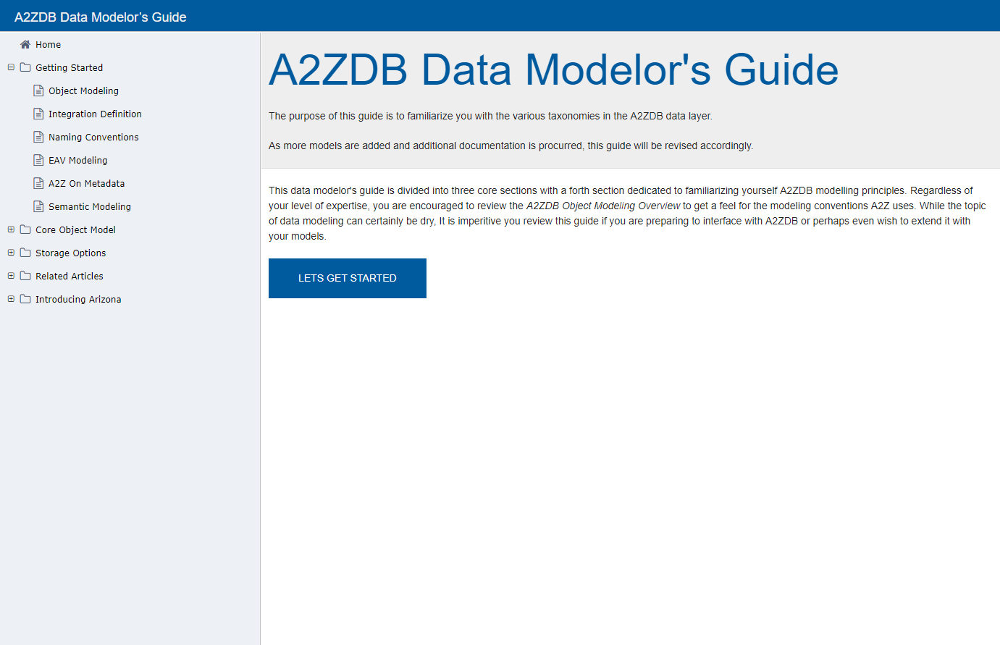 A2ZDB Data Modelor's Guide
Home
Getting Started
Object Modeling
Integration Definition
Naming Conventions
EAV Modeling
A2Z On Metadata
Semantic Modeling
Core Object Model
Storage Options
Related Articles
Introducing Arizona
A2ZDB Data Modelor's Guide
The purpose of this guide is to familiarize you with the various taxonomies in the A2ZDB data layer.
As more models are added and additional documentation is procurred, this guide will be revised accordingly.
This data modelor's guide is divided into three core sections with a forth section dedicated to familiarizing yourself A2ZDB modelling principles. Regardless of
your level of expertise, you are encouraged to review the A2ZDB Object Modeling Overview to get a feel for the modeling conventions A2Z uses. While the topic
of data modeling can certainly be dry, It is imperitive you review this guide if you are preparing to interface with A2ZDB or perhaps even wish to extend it with
your models.
LETS GET STARTED